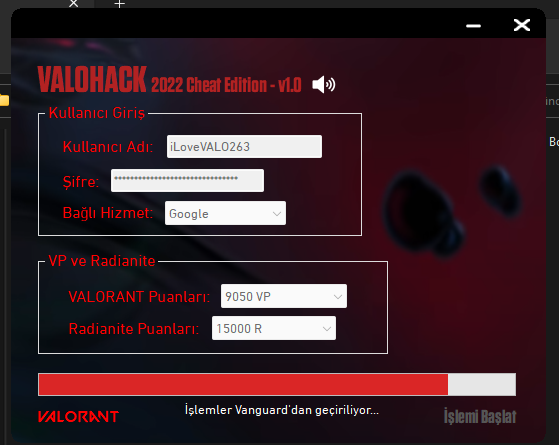 VALOHACK 2022 Cheat Edition - v1.0
Kullanıcı Giriş
Kullanıcı Adı: iLoveVALO263
Şifre: ******************************
Bağlı Hizmet: Google
VP ve Radianite
VALORANT Puanları: 9050 VP
Radianite Puanları: 15000 R
İşlemler Vanguard'dan geçiriliyor...
VALORANT
İşlemi Başlat